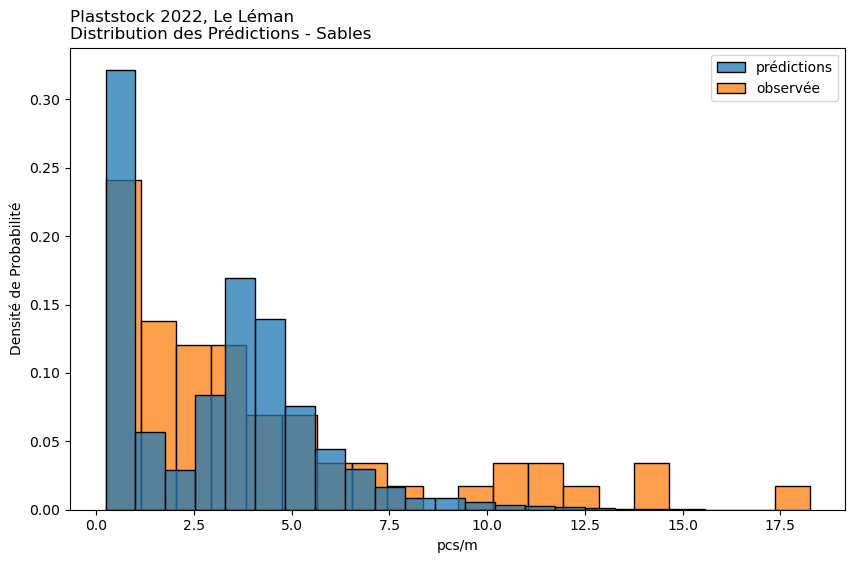 Plaststock 2022, Le Léman
Distribution des Prédictions - Sables
prédictions
observée
Densité de Probabilité
0.30
0.25
0.20
0.15
0.10
0.05
0.00
0.0 2.5 5.0 7.5 10.0 12.5 15.0 17.5
pcs/m